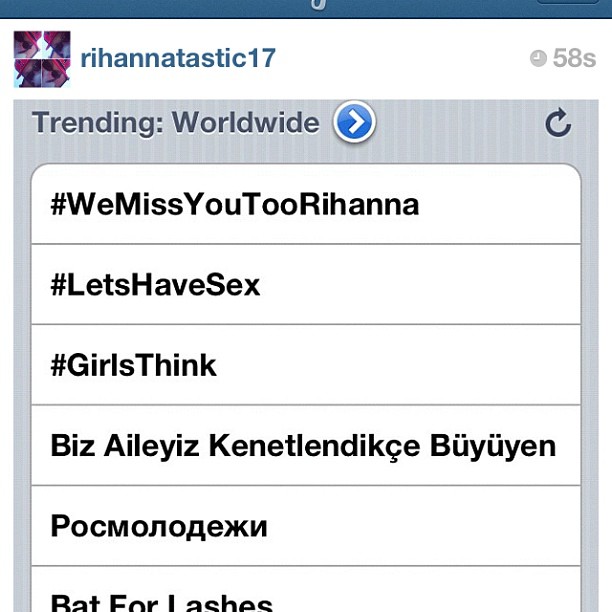 rihannatastic17
58s
Trending: Worldwide
#WeMissYouTooRihanna
#LetsHaveSex
#GirlsThink
Biz Aileyiz Kenetlendikçe Büyüyen
Росмолодежи
Bat For Lashes